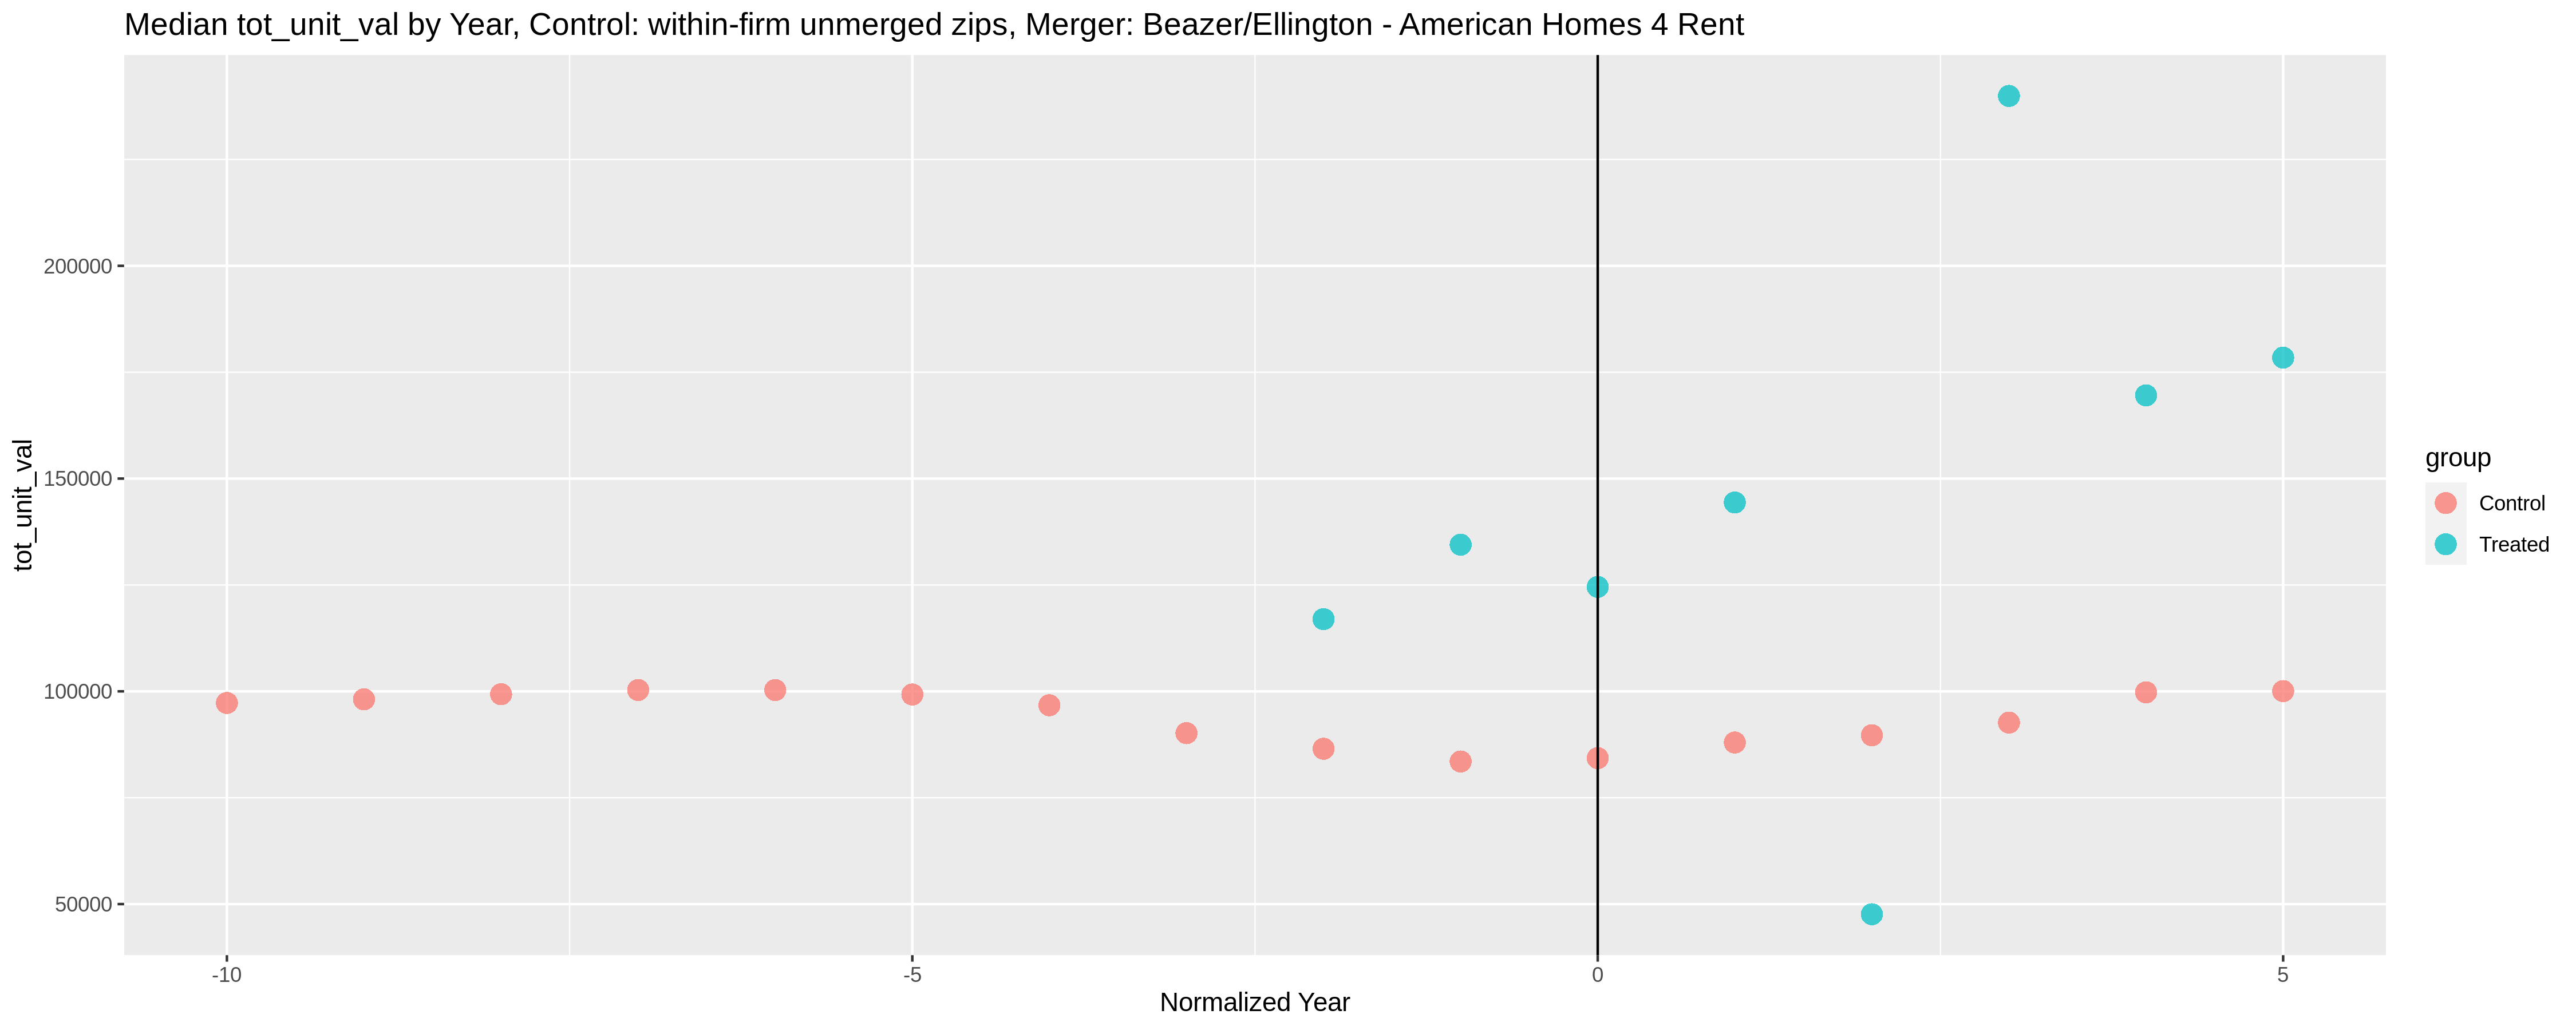 Median tot_unit_val by Year, Control: within-firm unmerged zips, Merger: Beazer/Ellington - American Homes 4 Rent
tot_unit_val
200000
150000
100000
50000
-10
-5
0
5
Normalized Year
group
Control
Treated